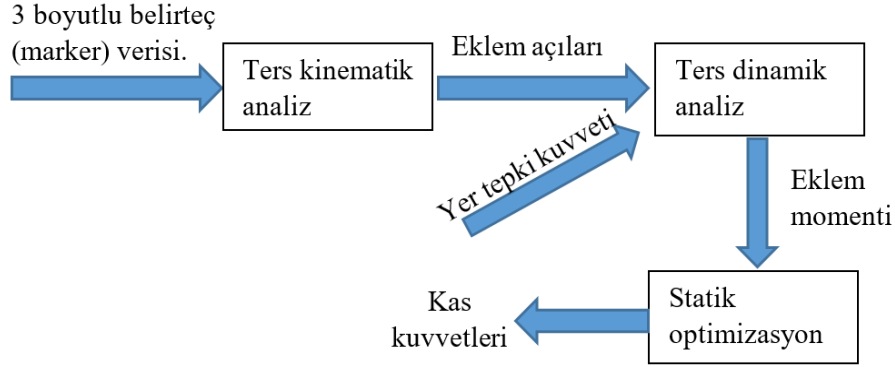 3 boyutlu belirteç
(marker) verisi.
Ters kinematik
analiz
Eklem açıları
Ters dinamik
analiz
Yer tepki kuvveti
Eklem
momenti
Statik
optimizasyon
Kas
kuvvetleri